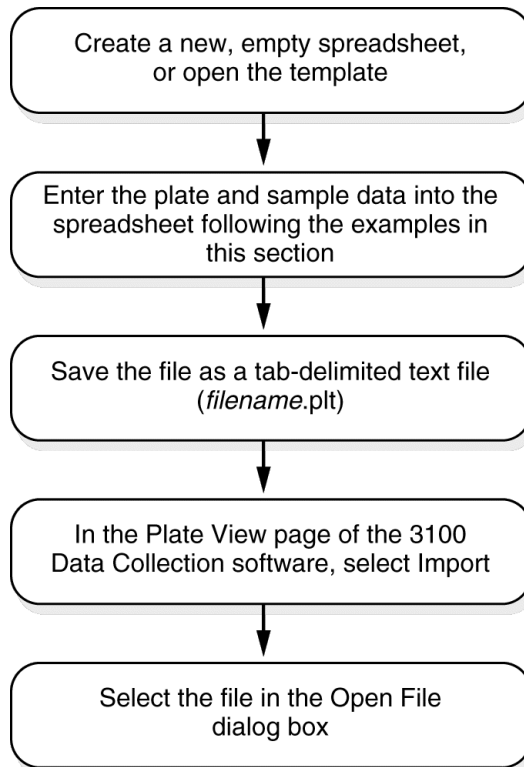 Create a new, empty spreadsheet,
or open the template
Enter the plate and sample data into the
spreadsheet following the examples in
this section
Save the file as a tab-delimited text file
(filename.plt)
In the Plate View page of the 3100
Data Collection software, select Import
Select the file in the Open File
dialog box